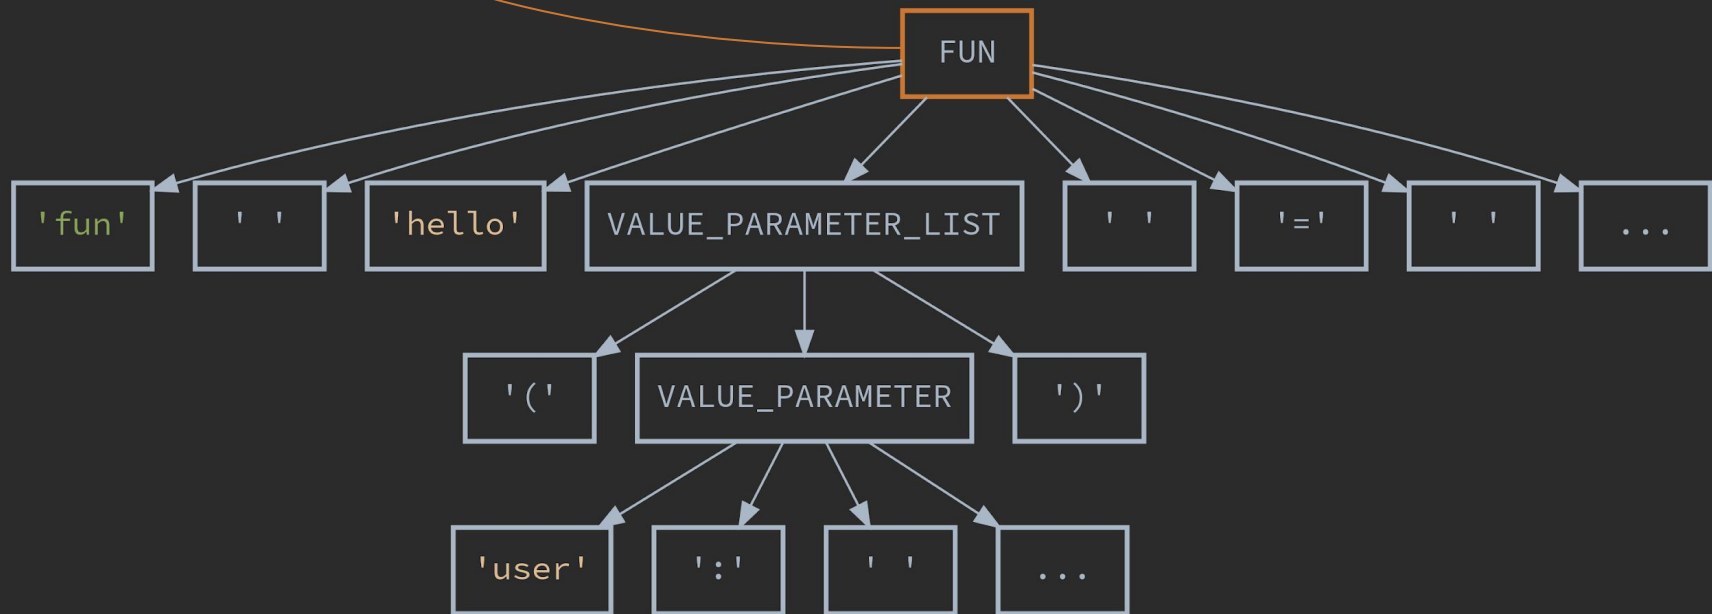 FUN
'fun' ' ' 'hello' VALUE_PARAMETER_LIST ' ' '=' ' ' ...
'(' VALUE_PARAMETER ')'
'user' ':' ' ' ...